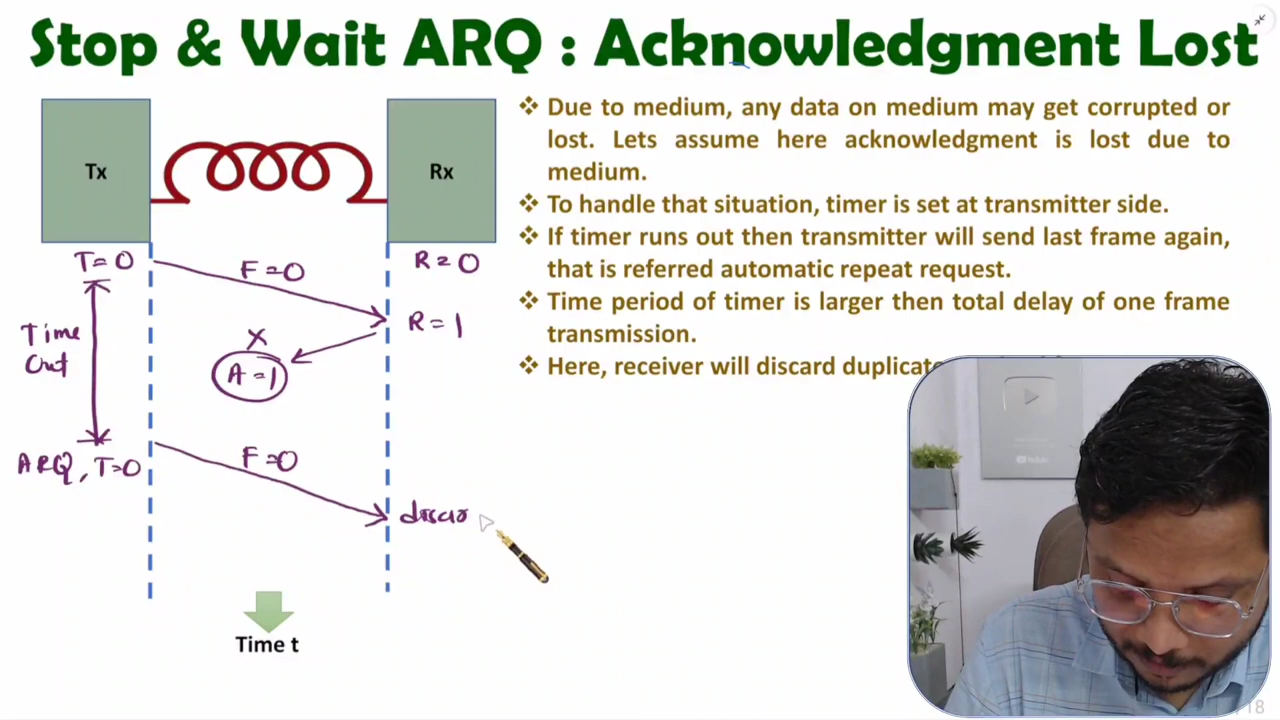 Stop & Wait ARQ : Acknowledgment Lost
Tx
Rx
T=0
F=0
R=0
R=1
Time
Out
X
A=1
ARQ, T=0
F=0
discar
Time t
❖ Due to medium, any data on medium may get corrupted or
lost. Lets assume here acknowledgment is lost due to
medium.
❖ To handle that situation, timer is set at transmitter side.
❖ If timer runs out then transmitter will send last frame again,
that is referred automatic repeat request.
❖ Time period of timer is larger then total delay of one frame
transmission.
❖ Here, receiver will discard duplicat
YouTube
18